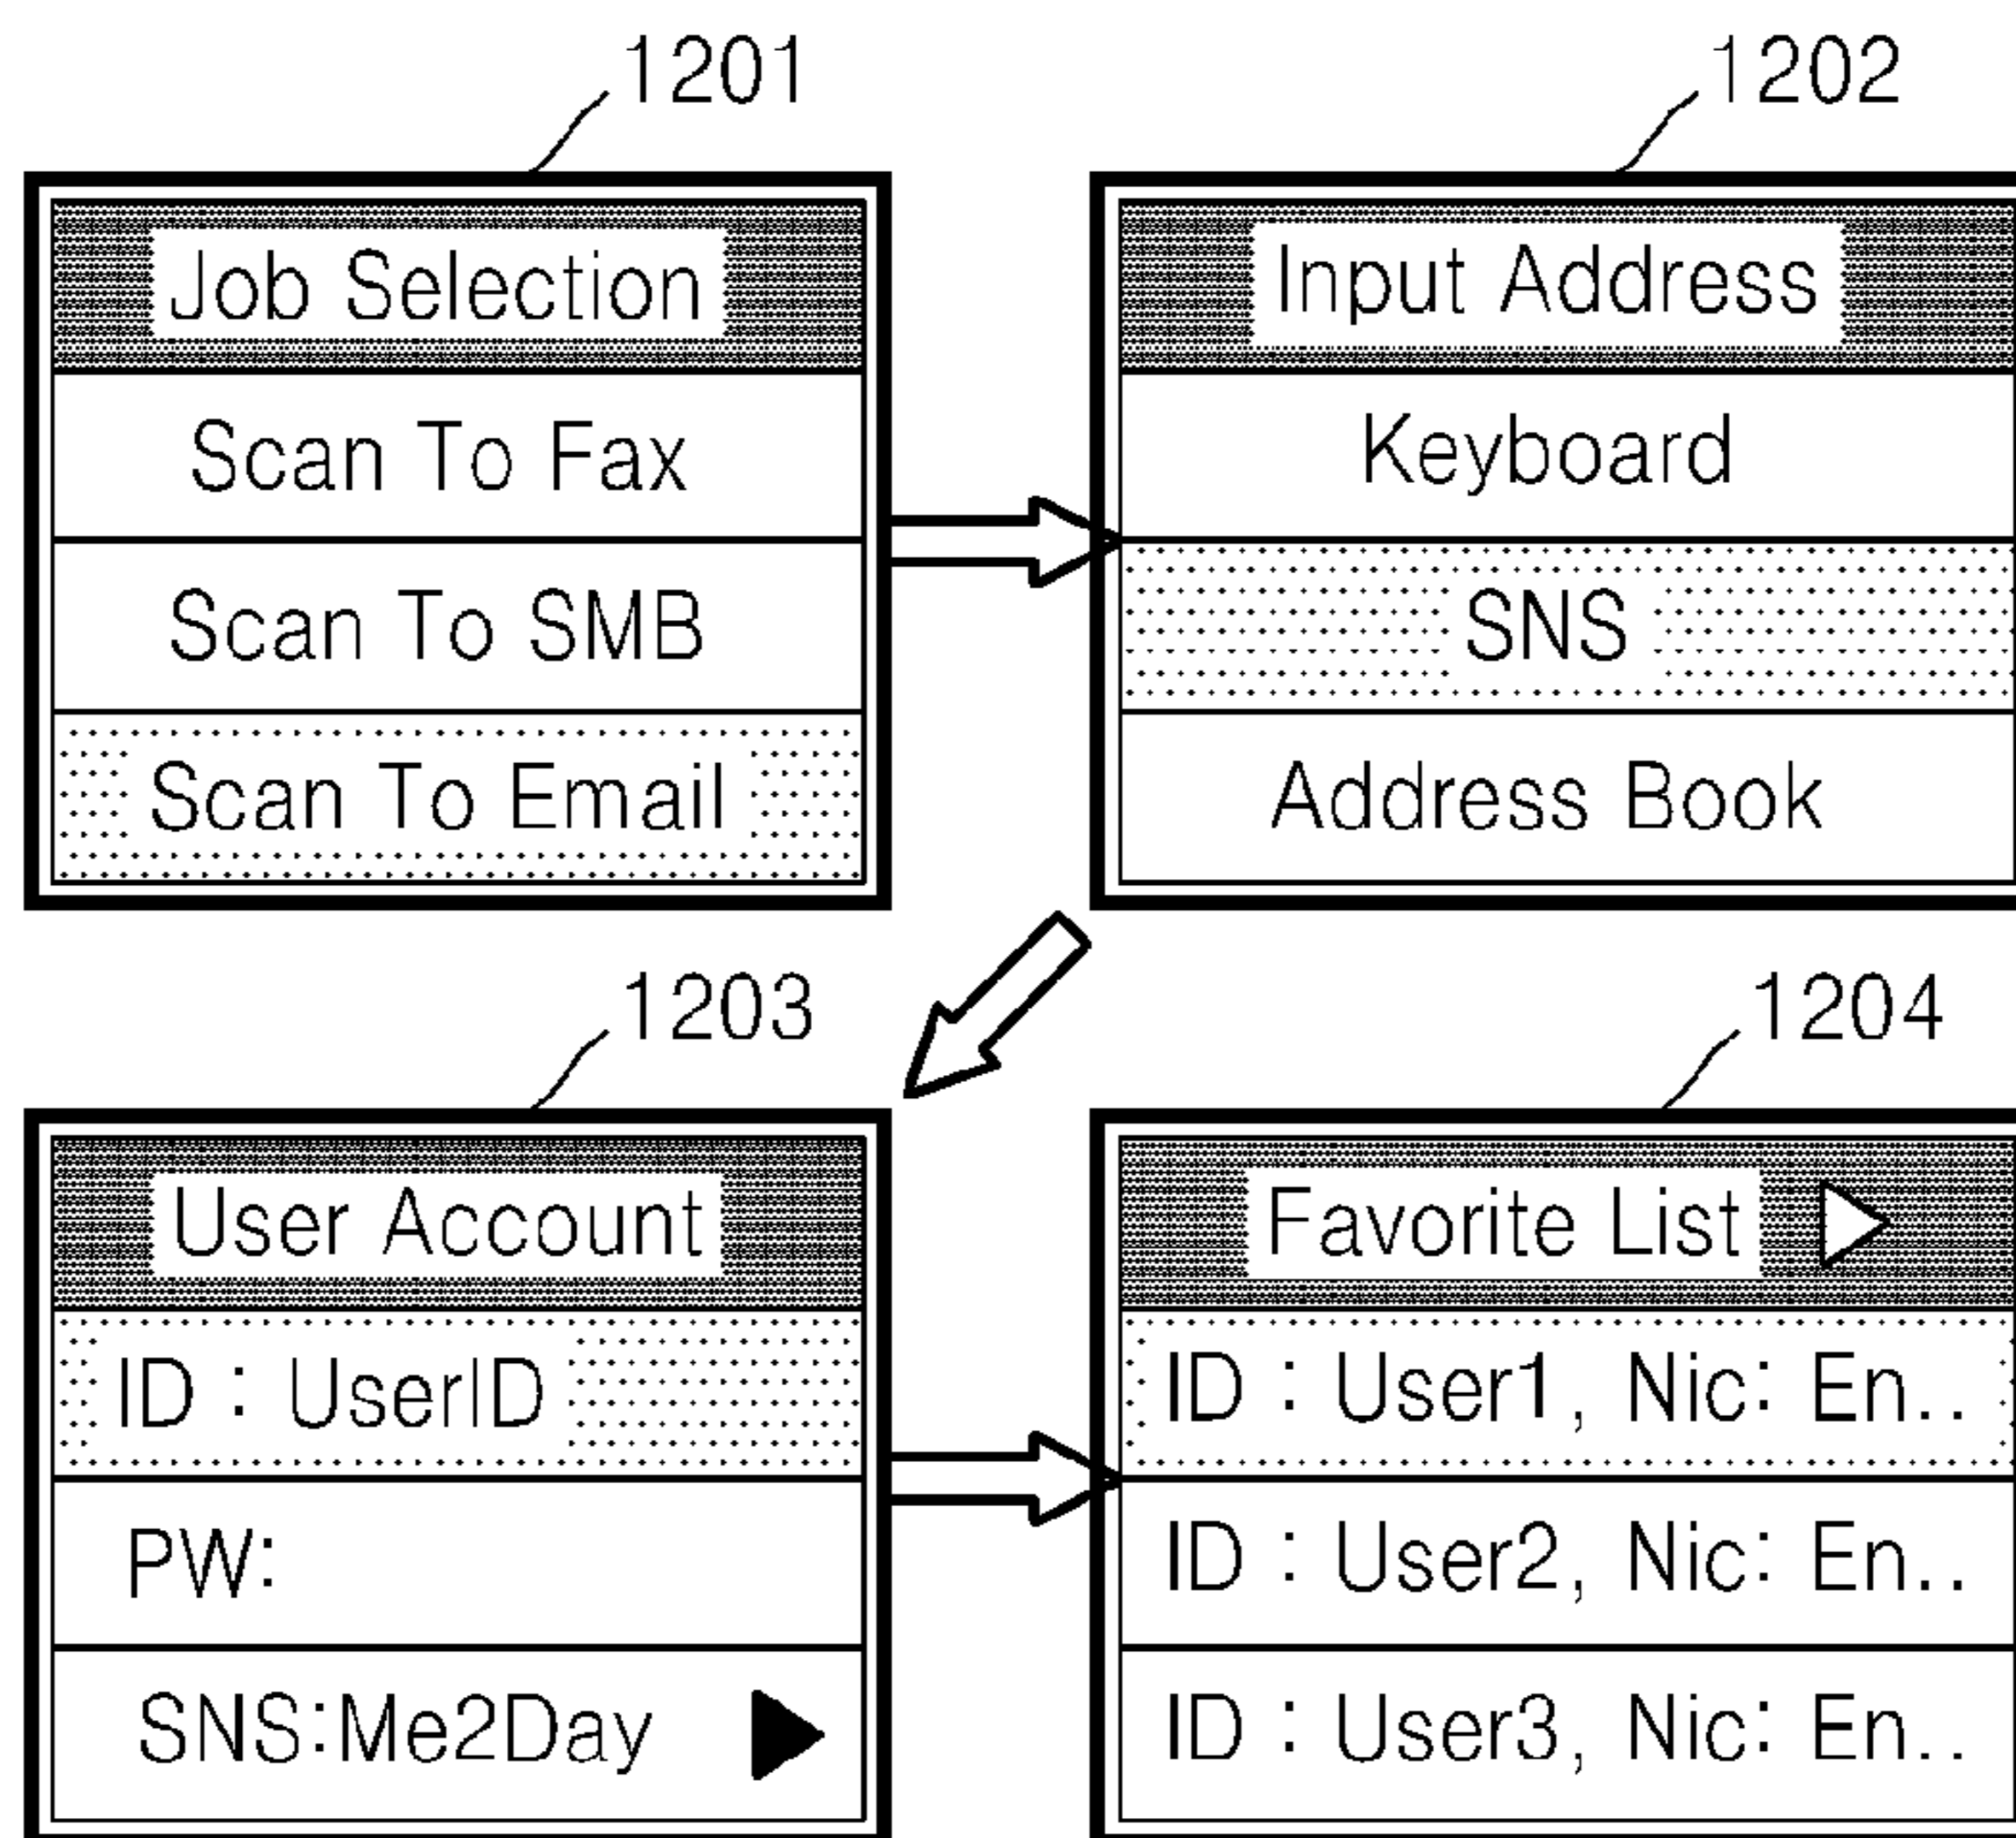 1201
Job Selection
Scan To Fax
Scan To SMB
Scan To Email
1202
Input Address
Keyboard
SNS
Address Book
1203
User Account
ID : UserID
PW:
SNS:Me2Day
1204
Favorite List
ID : User1, Nic: En..
ID : User2, Nic: En..
ID : User3, Nic: En..